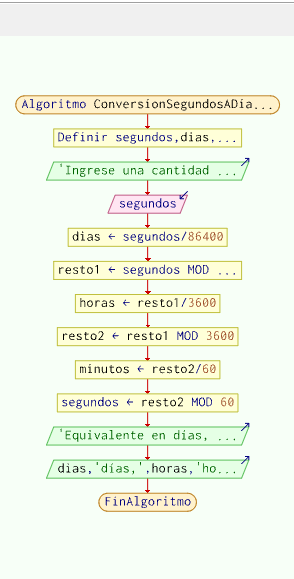 Algoritmo ConversionSegundosADia...
Definir segundos,dias,...
'Ingrese una cantidad ...
segundos
dias ← segundos/86400
resto1 ← segundos MOD ...
horas ← resto1/3600
resto2 ← resto1 MOD 3600
minutos ← resto2/60
segundos ← resto2 MOD 60
'Equivalente en días, ...
dias,'días,',horas,'ho...
FinAlgoritmo